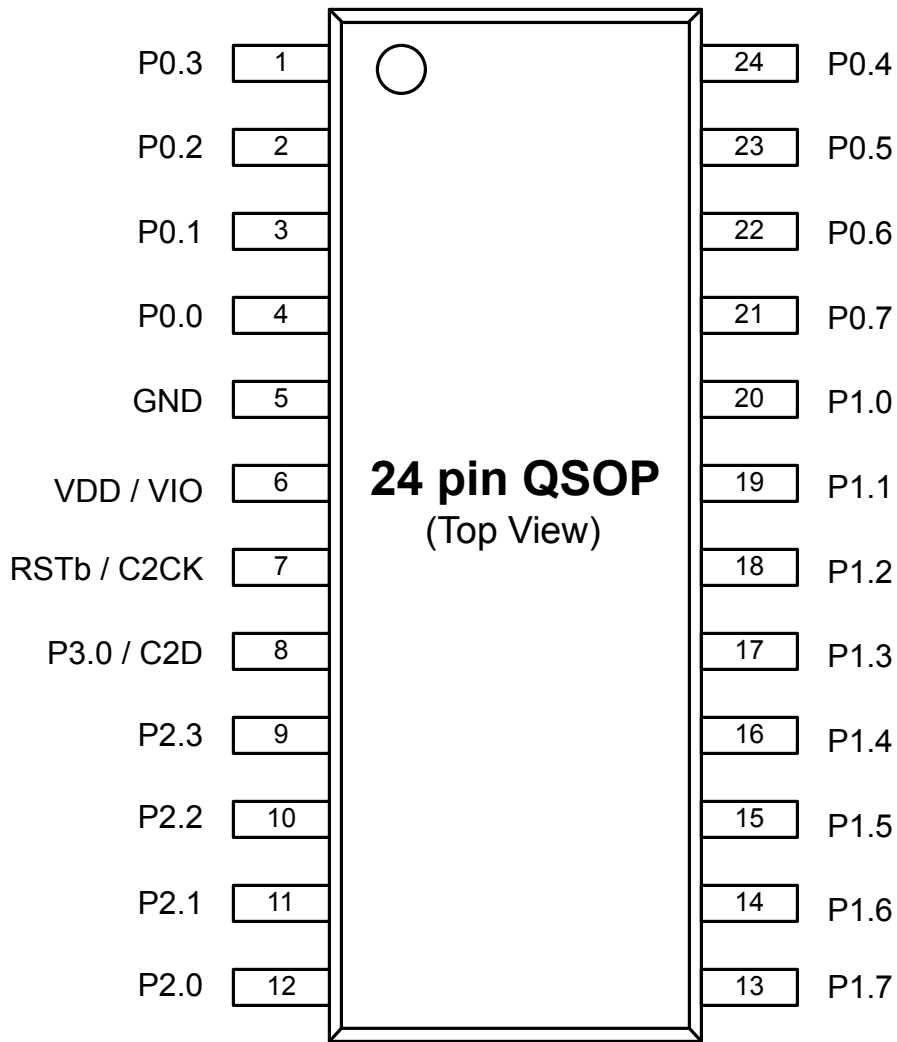 P0.3 1 24 P0.4
P0.2 2 23 P0.5
P0.1 3 22 P0.6
P0.0 4 21 P0.7
GND 5 20 P1.0
VDD / VIO 6 19 P1.1
24 pin QSOP
(Top View)
RSTb / C2CK 7 18 P1.2
P3.0 / C2D 8 17 P1.3
P2.3 9 16 P1.4
P2.2 10 15 P1.5
P2.1 11 14 P1.6
P2.0 12 13 P1.7